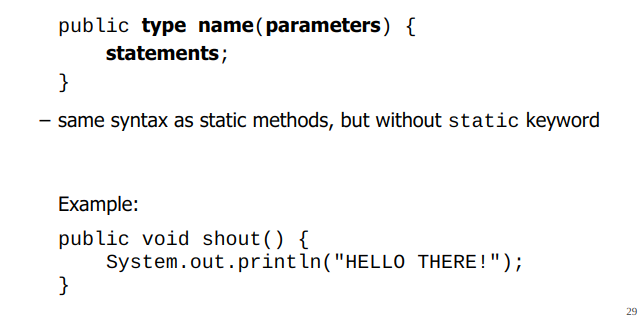 public type name(parameters) {
    statements;
}
– same syntax as static methods, but without static keyword
Example:
public void shout() {
    System.out.println("HELLO THERE!");
}
29